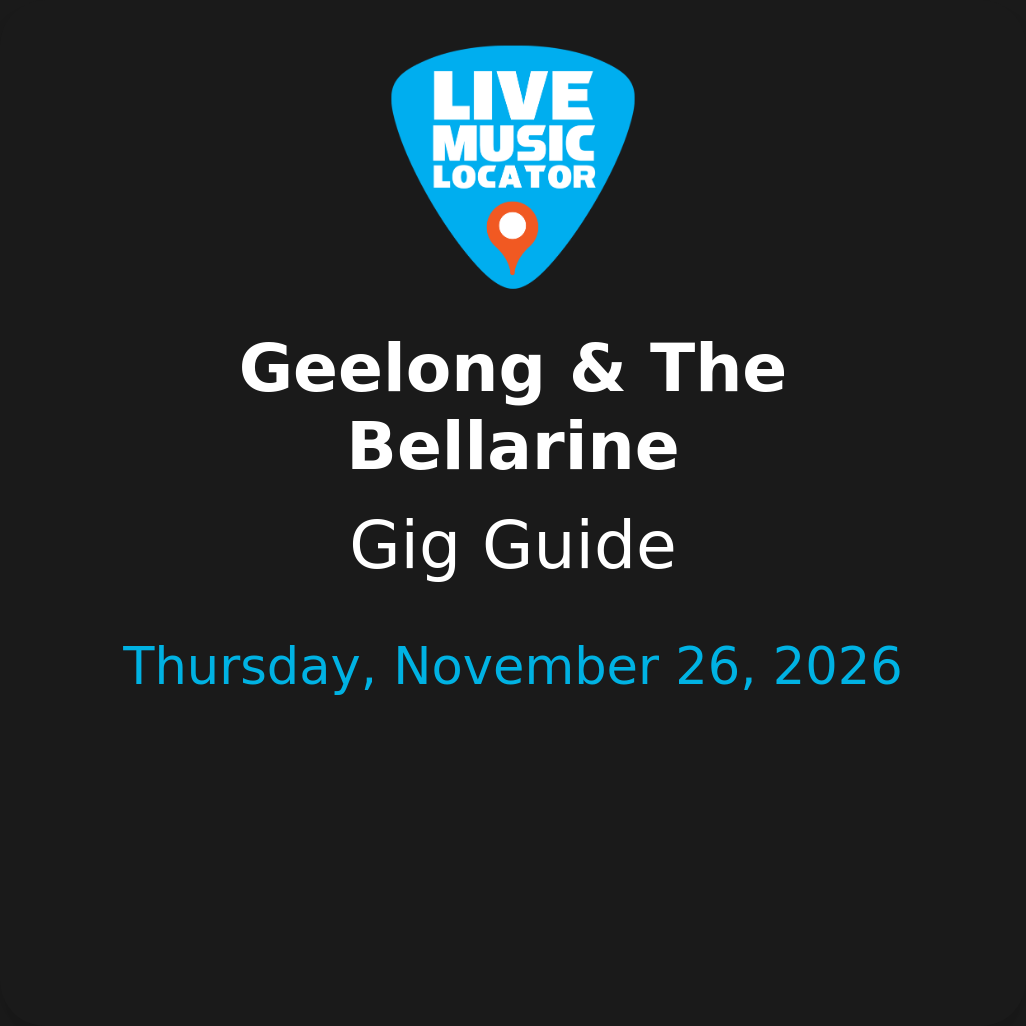 LIVE
MUSIC
LOCATOR
Geelong & The
Bellarine
Gig Guide
Thursday, November 26, 2026